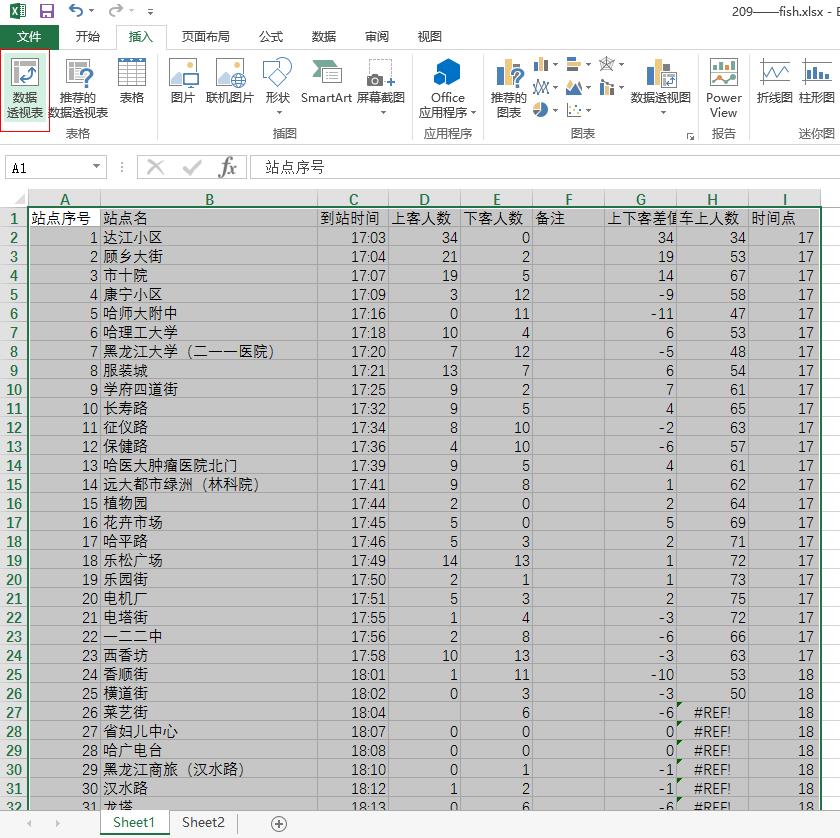 209——fish.xlsx - E
文件 开始 插入 页面布局 公式 数据 审阅 视图
数据透视表 推荐的数据透视表 表格 图片 联机图片 形状 SmartArt 屏幕截图 Office 应用程序 推荐的图表 数据透视图 Power View 折线图 柱形图
表格 插图 应用程序 图表 报告 迷你图
A1 fx 站点序号
A B C D E F G H I
1 站点序号 站点名 到站时间 上客人数 下客人数 备注 上下客差值 车上人数 时间点
2 1 达江小区 17:03 34 0 34 34 17
3 2 顾乡大街 17:04 21 2 19 53 17
4 3 市十院 17:07 19 5 14 67 17
5 4 康宁小区 17:09 3 12 -9 58 17
6 5 哈师大附中 17:16 0 11 -11 47 17
7 6 哈理工大学 17:18 10 4 6 53 17
8 7 黑龙江大学（二一一医院） 17:20 7 12 -5 48 17
9 8 服装城 17:21 13 7 6 54 17
10 9 学府四道街 17:25 9 2 7 61 17
11 10 长寿路 17:32 9 5 4 65 17
12 11 征仪路 17:34 8 10 -2 63 17
13 12 保健路 17:36 4 10 -6 57 17
14 13 哈医大肿瘤医院北门 17:39 9 5 4 61 17
15 14 远大都市绿洲（林科院） 17:41 9 8 1 62 17
16 15 植物园 17:44 2 0 2 64 17
17 16 花卉市场 17:45 5 0 5 69 17
18 17 哈平路 17:46 5 3 2 71 17
19 18 乐松广场 17:49 14 13 1 72 17
20 19 乐园街 17:50 2 1 1 73 17
21 20 电机厂 17:51 5 3 2 75 17
22 21 电塔街 17:55 1 4 -3 72 17
23 22 一二二中 17:56 2 8 -6 66 17
24 23 西香坊 17:58 10 13 -3 63 17
25 24 香顺街 18:01 1 11 -10 53 18
26 25 横道街 18:02 0 3 -3 50 18
27 26 菜艺街 18:04 6 -6 #REF! 18
28 27 省妇儿中心 18:07 0 0 0 #REF! 18
29 28 哈广电台 18:08 0 0 0 #REF! 18
30 29 黑龙江商旅（汉水路） 18:10 0 1 -1 #REF! 18
31 30 汉水路 18:12 1 2 -1 #REF! 18
32 31 龙塔 18:13 0 6 -6 #REF! 18
Sheet1 Sheet2